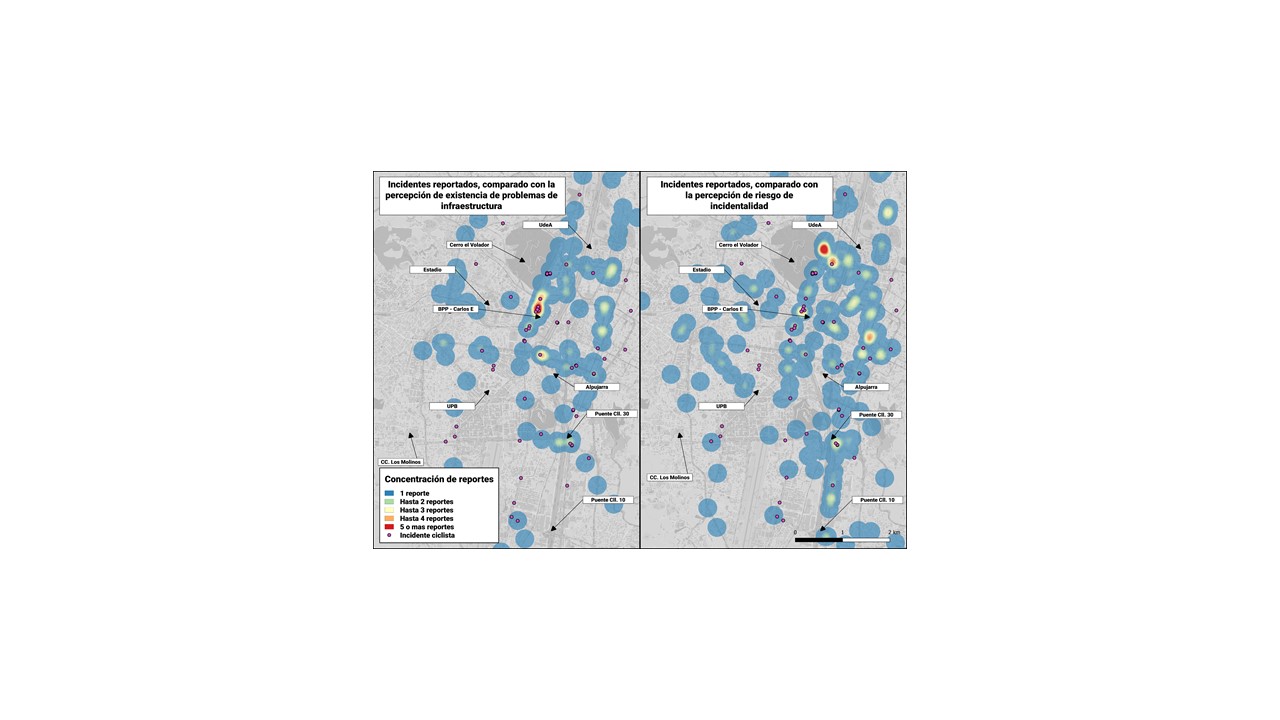 Incidentes reportados, comparado con la
percepción de existencia de problemas de
infraestructura
UdeA
Cerro el Volador
Estadio
BPP - Carlos E
Alpujarra
UPB
Puente Cll. 30
CC. Los Molinos
Puente Cll. 10
Concentración de reportes
1 reporte
Hasta 2 reportes
Hasta 3 reportes
Hasta 4 reportes
5 o mas reportes
Incidente ciclista
Incidentes reportados, comparado con
la percepción de riesgo de
incidentalidad
UdeA
Cerro el Volador
Estadio
BPP - Carlos E
Alpujarra
UPB
Puente Cll. 30
CC. Los Molinos
Puente Cll. 10
0 1 2 km